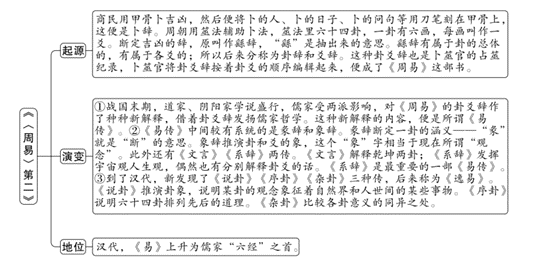 《〈周易〉第二》
起源
商民用甲骨卜吉凶，然后便将卜的人、卜的日子、卜的问句等用刀笔刻在甲骨上，
这便是卜辞。周朝用筮法辅助卜法，筮法里六十四卦，一卦有六画，每画叫作一
爻。断定吉凶的辞，原叫作繇辞，“繇”是抽出来的意思。繇辞有属于卦的总体
的，有属于各爻的；所以后来分称为卦辞和爻辞。这种卦爻辞也是卜筮官的占筮
纪录，卜筮官将卦爻辞按着卦爻的顺序编辑起来，便成了《周易》这部书。
演变
①战国末期，道家、阴阳家学说盛行，儒家受两派影响，对《周易》的卦爻辞作
了种种新解释，借着卦爻辞发扬儒家哲学。这种新解释的内容，便是所谓《易
传》。②《易传》中间较有系统的是彖辞和象辞。彖辞断定一卦的涵义——“彖”
就是“断”的意思。象辞推演卦和爻的象，这个“象”字相当于现在所谓“观
念”。此外还有《文言》《系辞》两传。《文言》解释乾坤两卦；《系辞》发挥
宇宙观人生观，偶然也有分别解释卦爻的话。《系辞》是最重要的一部《易传》。
③到了汉代，新发现了《说卦》《序卦》《杂卦》三种传，后来称为《逸易》。
《说卦》推演卦象，说明某卦的观念象征着自然界和人世间的某些事物。《序卦》
说明六十四卦排列先后的道理。《杂卦》比较各卦意义的同异之处。
地位
汉代，《易》上升为儒家“六经”之首。